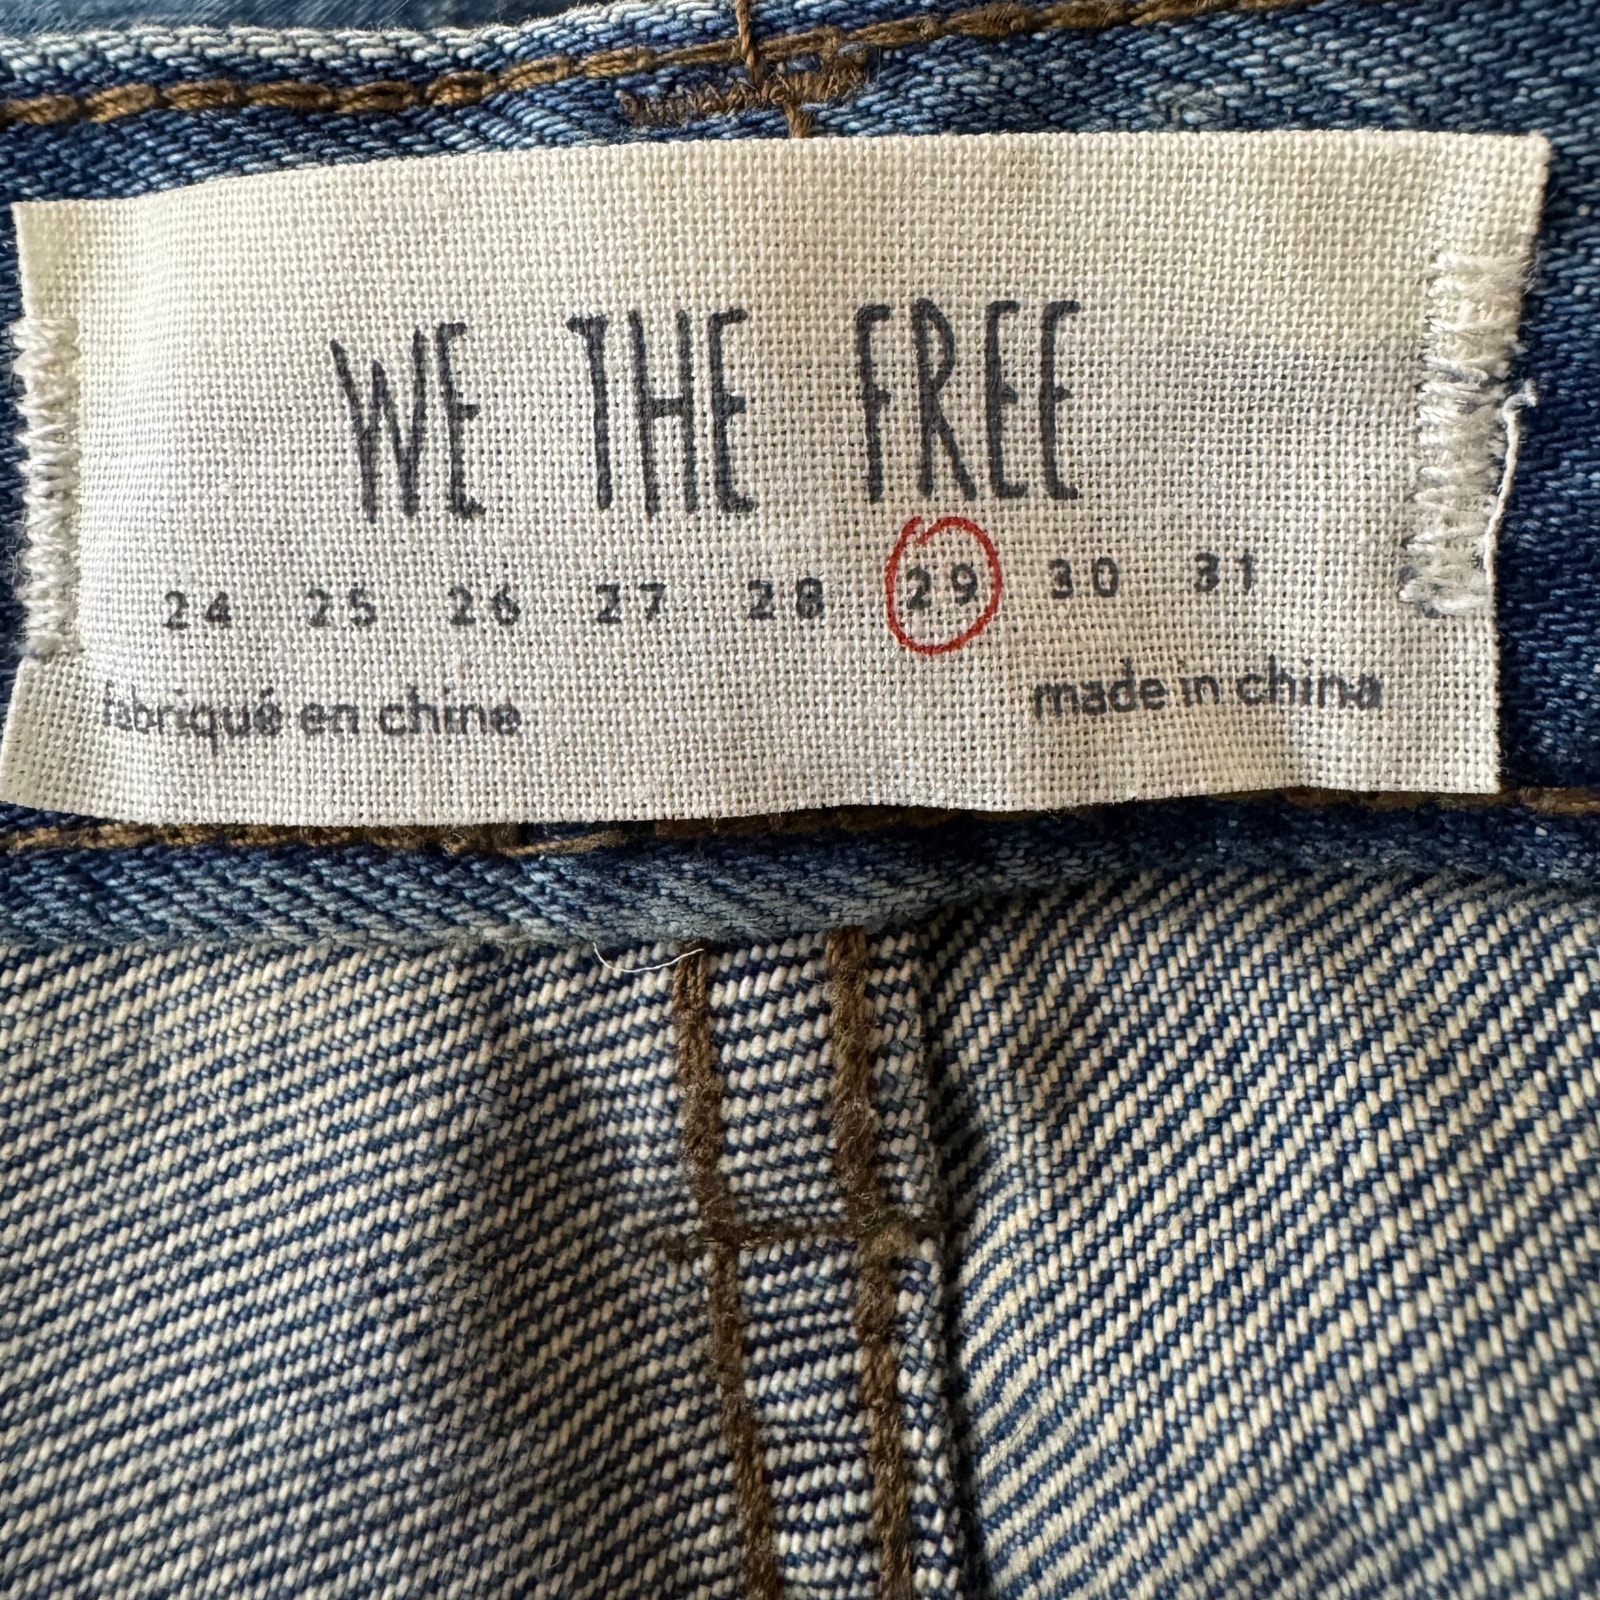 WE THE FREE
24 25 26 27 28 29 30 31
fabriqué en chine made in china